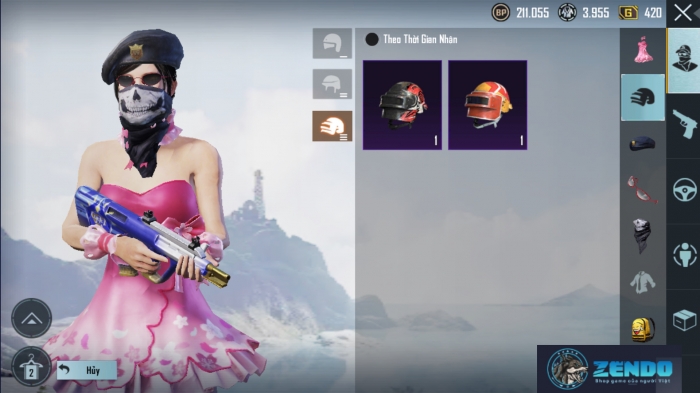 BP 211.055 3.955 G 420
Theo Thời Gian Nhận
1 1
2
Hủy
ZENDO
Shop game của người Việt